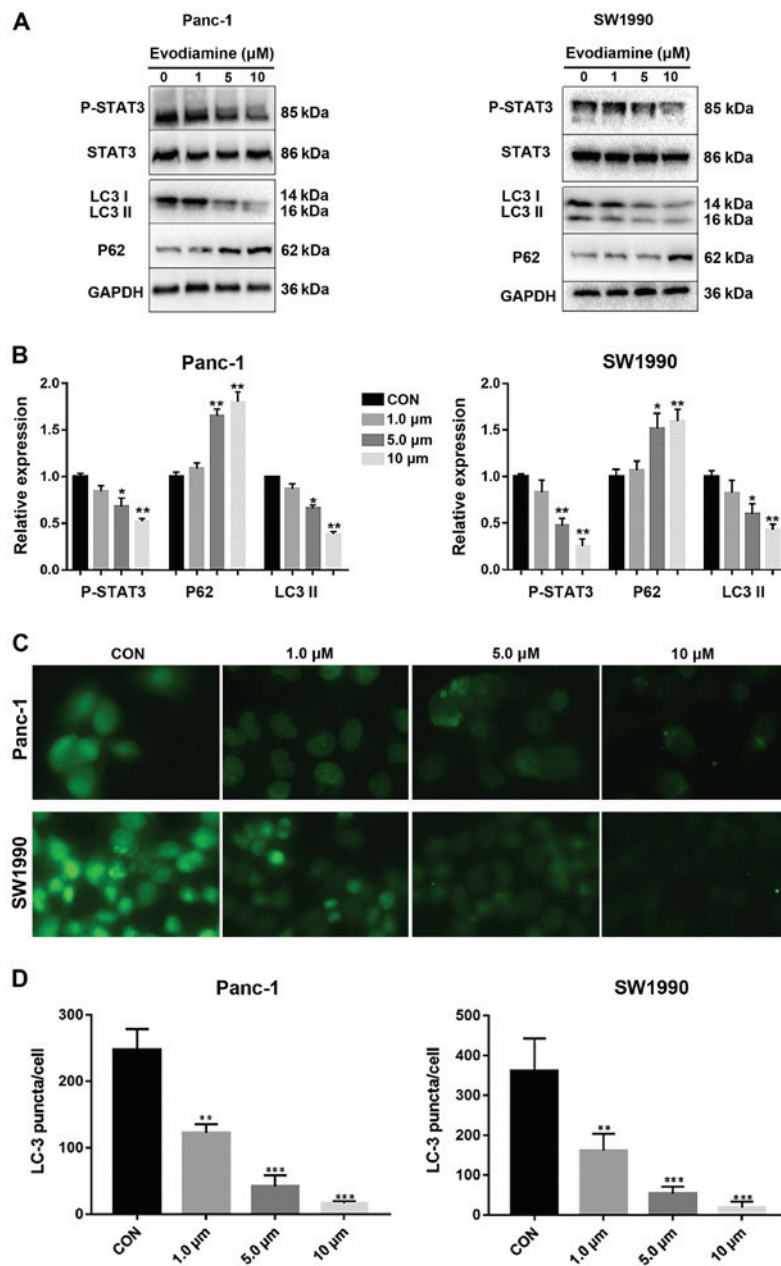 A
Panc-1
SW1990
Evodiamine (µM)
0 1 5 10
P-STAT3 85 kDa
STAT3 86 kDa
LC3 I 14 kDa
LC3 II 16 kDa
P62 62 kDa
GAPDH 36 kDa
Evodiamine (µM)
0 1 5 10
P-STAT3 85 kDa
STAT3 86 kDa
LC3 I 14 kDa
LC3 II 16 kDa
P62 62 kDa
GAPDH 36 kDa
B
Panc-1
Relative expression
2.0
1.5
1.0
0.5
0.0
* ** ** ** * **
P-STAT3 P62 LC3 II
CON
1.0 µm
5.0 µm
10 µm
SW1990
Relative expression
2.0
1.5
1.0
0.5
0.0
** ** * ** * **
P-STAT3 P62 LC3 II
C
CON 1.0 µM 5.0 µM 10 µM
Panc-1
SW1990
D
Panc-1
LC-3 puncta/cell
300
200
100
0
** *** ***
CON 1.0 µm 5.0 µm 10 µm
SW1990
LC-3 puncta/cell
500
400
300
200
100
0
** *** ***
CON 1.0 µm 5.0 µm 10 µm